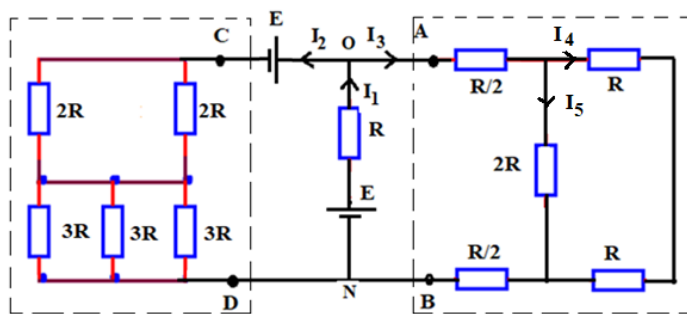 E
C I₂ O I₃ A I₄
R/2 R
2R 2R I₁ I₅
R 2R
E
3R 3R 3R R/2 R
D N B